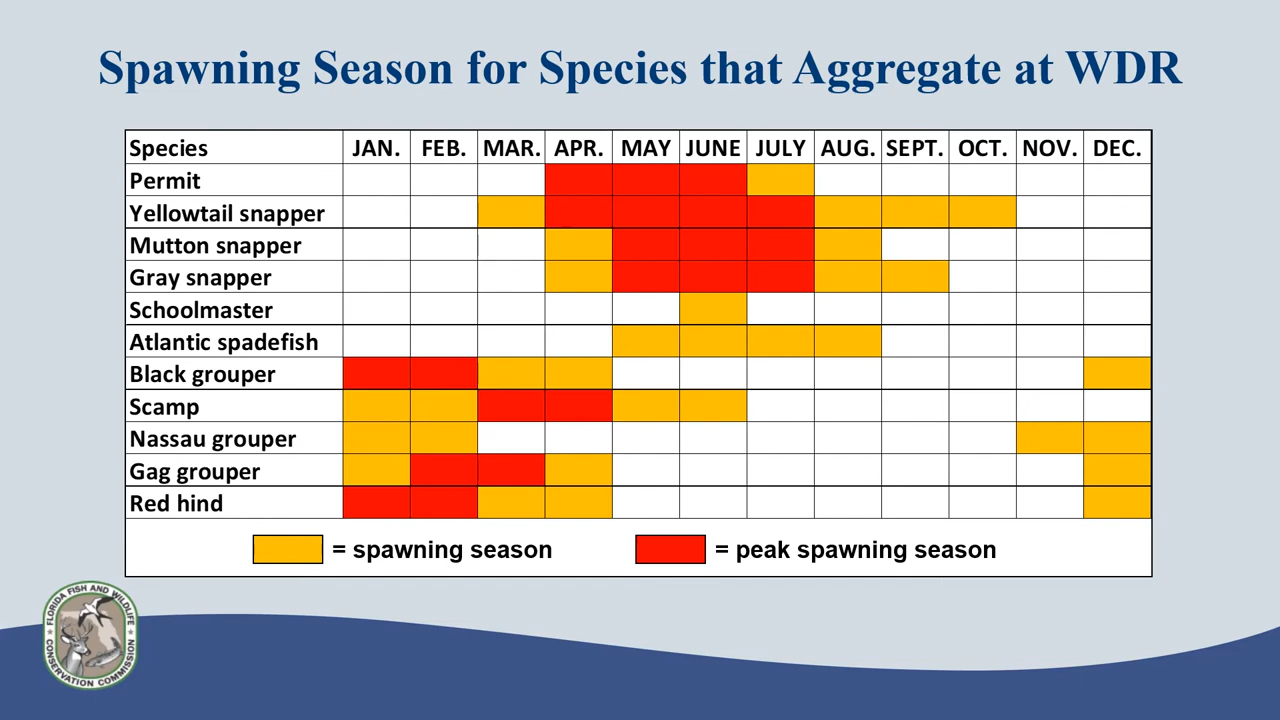 Spawning Season for Species that Aggregate at WDR
Species JAN. FEB. MAR. APR. MAY JUNE JULY AUG. SEPT. OCT. NOV. DEC.
Permit
Yellowtail snapper
Mutton snapper
Gray snapper
Schoolmaster
Atlantic spadefish
Black grouper
Scamp
Nassau grouper
Gag grouper
Red hind
= spawning season = peak spawning season
FLORIDA FISH AND WILDLIFE
CONSERVATION COMMISSION